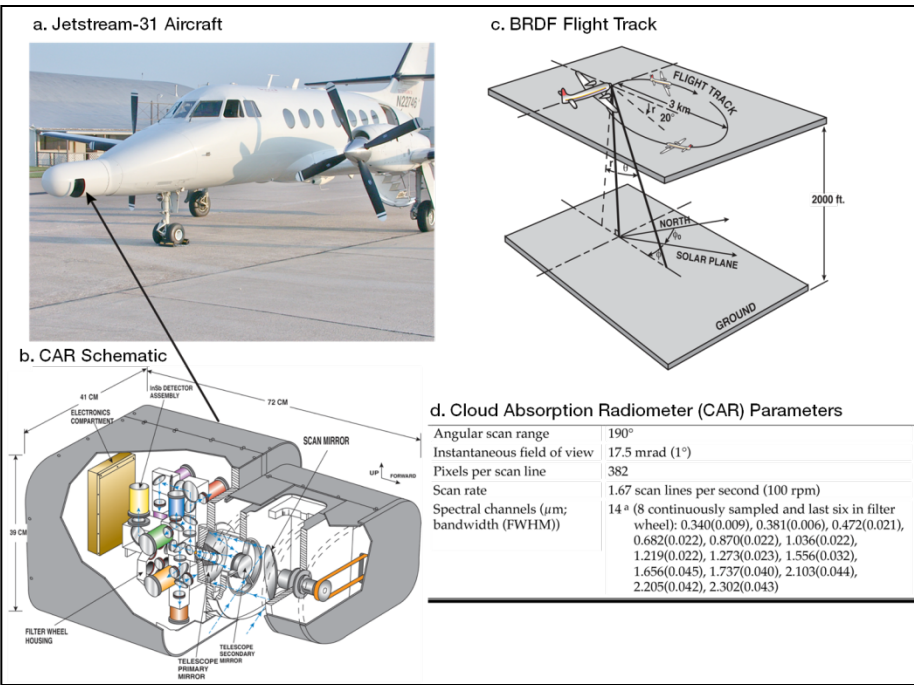 a. Jetstream-31 Aircraft
N22746
c. BRDF Flight Track
FLIGHT TRACK
3 km
r
20°
θ
2000 ft.
NORTH
φ₀
φ
SOLAR PLANE
GROUND
b. CAR Schematic
41 CM
InSb DETECTOR
ASSEMBLY
72 CM
ELECTRONICS
COMPARTMENT
SCAN MIRROR
UP
FORWARD
39 CM
FILTER WHEEL
HOUSING
TELESCOPE
PRIMARY
MIRROR
TELESCOPE
SECONDARY
MIRROR
d. Cloud Absorption Radiometer (CAR) Parameters
Angular scan range 190°
Instantaneous field of view 17.5 mrad (1°)
Pixels per scan line 382
Scan rate 1.67 scan lines per second (100 rpm)
Spectral channels (μm; 14 ª (8 continuously sampled and last six in filter
bandwidth (FWHM)) wheel): 0.340(0.009), 0.381(0.006), 0.472(0.021),
0.682(0.022), 0.870(0.022), 1.036(0.022),
1.219(0.022), 1.273(0.023), 1.556(0.032),
1.656(0.045), 1.737(0.040), 2.103(0.044),
2.205(0.042), 2.302(0.043)